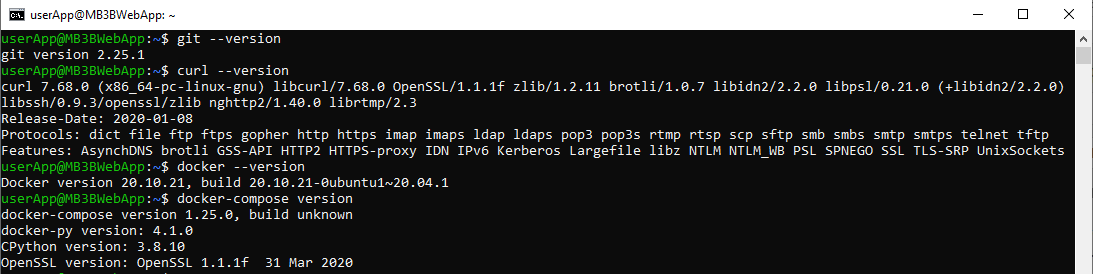 userApp@MB3BWebApp: ~
userApp@MB3BWebApp:~$ git --version
git version 2.25.1
userApp@MB3BWebApp:~$ curl --version
curl 7.68.0 (x86_64-pc-linux-gnu) libcurl/7.68.0 OpenSSL/1.1.1f zlib/1.2.11 brotli/1.0.7 libidn2/2.2.0 libpsl/0.21.0 (+libidn2/2.2.0)
libssh/0.9.3/openssl/zlib nghttp2/1.40.0 librtmp/2.3
Release-Date: 2020-01-08
Protocols: dict file ftp ftps gopher http https imap imaps ldap ldaps pop3 pop3s rtmp rtsp scp sftp smb smbs smtp smtps telnet tftp
Features: AsynchDNS brotli GSS-API HTTP2 HTTPS-proxy IDN IPv6 Kerberos Largefile libz NTLM NTLM_WB PSL SPNEGO SSL TLS-SRP UnixSockets
userApp@MB3BWebApp:~$ docker --version
Docker version 20.10.21, build 20.10.21-0ubuntu1~20.04.1
userApp@MB3BWebApp:~$ docker-compose version
docker-compose version 1.25.0, build unknown
docker-py version: 4.1.0
CPython version: 3.8.10
OpenSSL version: OpenSSL 1.1.1f  31 Mar 2020